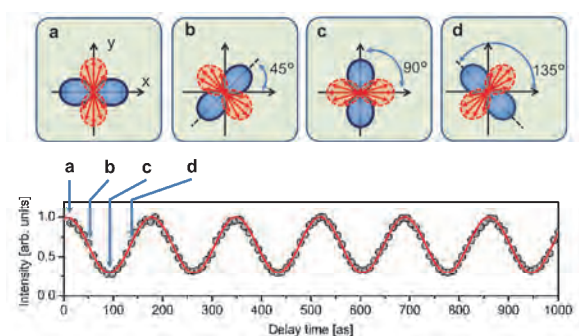 a
b
c
d
y
x
45°
90°
135°
a b c d
Intensity [arb. uni]:s]
1.0
0.5
0 0
0 100 200 300 400 500 600 700 800 900 1000
Delay time [as]